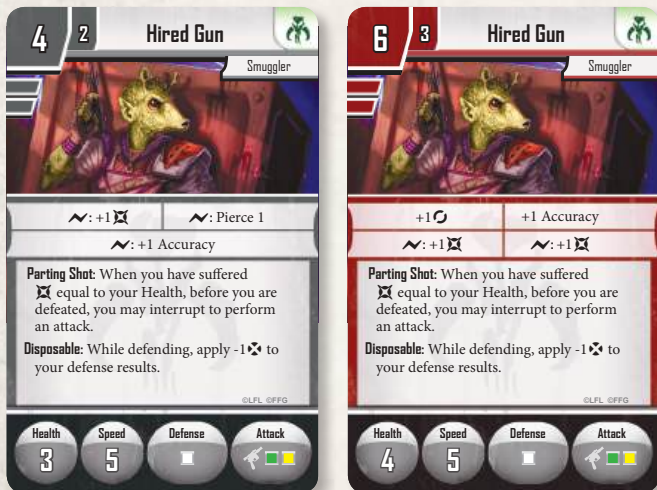 4 2 Hired Gun
Smuggler
: +1
: Pierce 1
: +1 Accuracy
Parting Shot: When you have suffered
equal to your Health, before you are
defeated, you may interrupt to perform
an attack.
Disposable: While defending, apply -1 to
your defense results.
©LFL ©FFG
Health Speed Defense Attack
3 5
6 3 Hired Gun
Smuggler
+1
+1 Accuracy
: +1
: +1
Parting Shot: When you have suffered
equal to your Health, before you are
defeated, you may interrupt to perform
an attack.
Disposable: While defending, apply -1 to
your defense results.
©LFL ©FFG
Health Speed Defense Attack
4 5